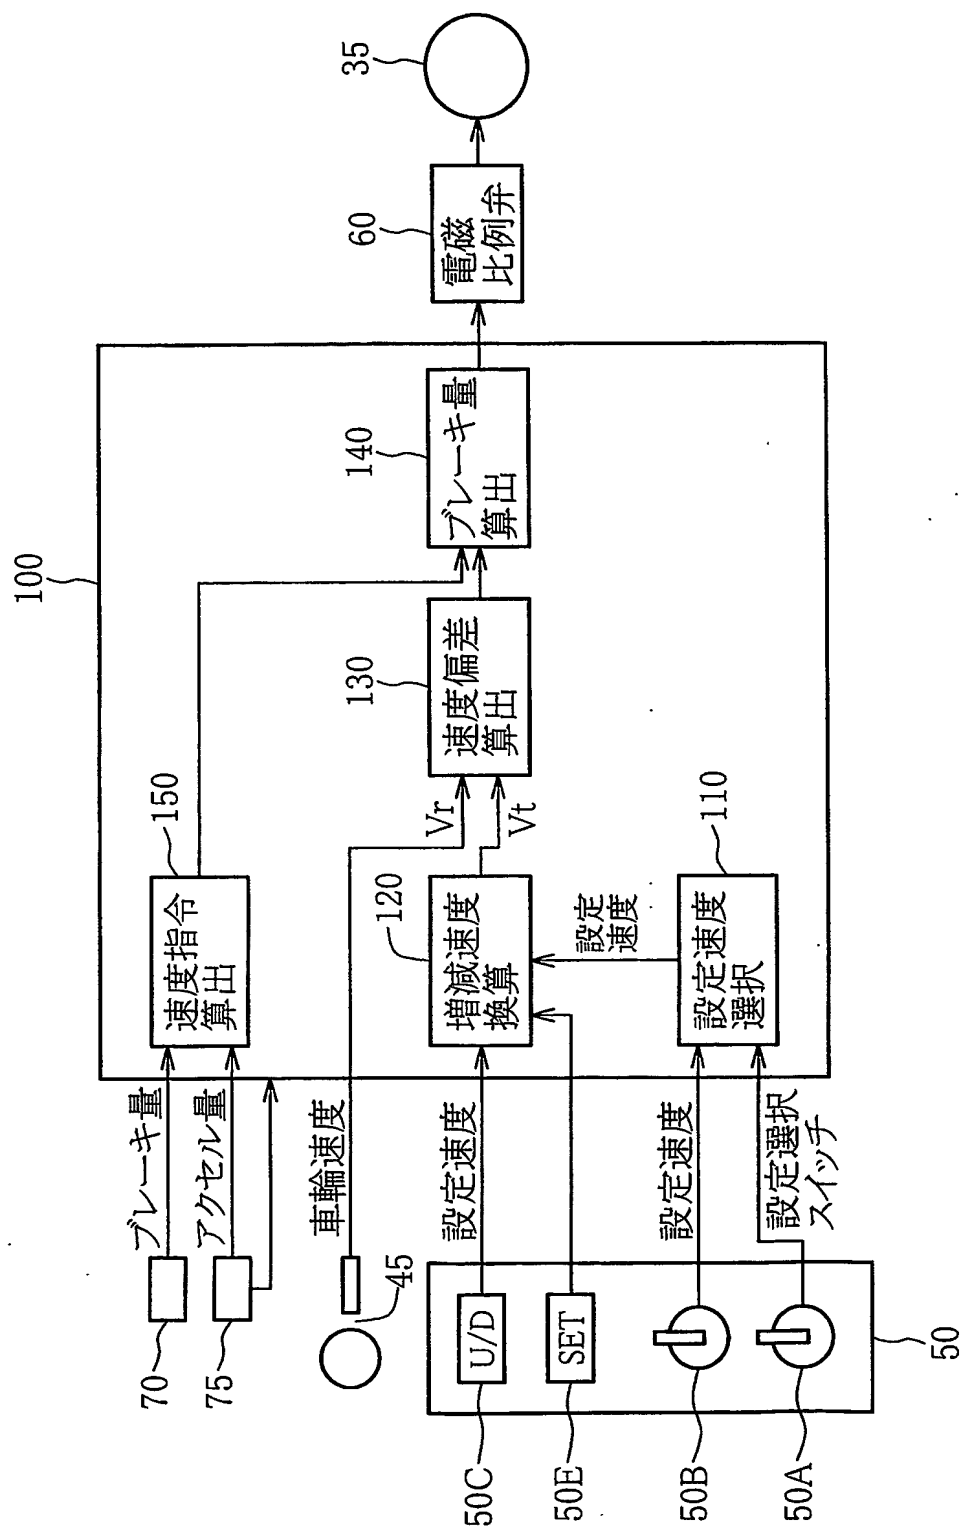 100
150
速度指令
算出
ブレーキ量
70
アクセル量
75
車輪速度
45
Vr
Vt
130
速度偏差
算出
140
ブレーキ量
算出
60
電磁
比例弁
35
120
増減速度
換算
設定速度
U/D
50C
SET
50E
設定
速度
110
設定速度
選択
設定速度
50B
設定選択
スイッチ
50A
50